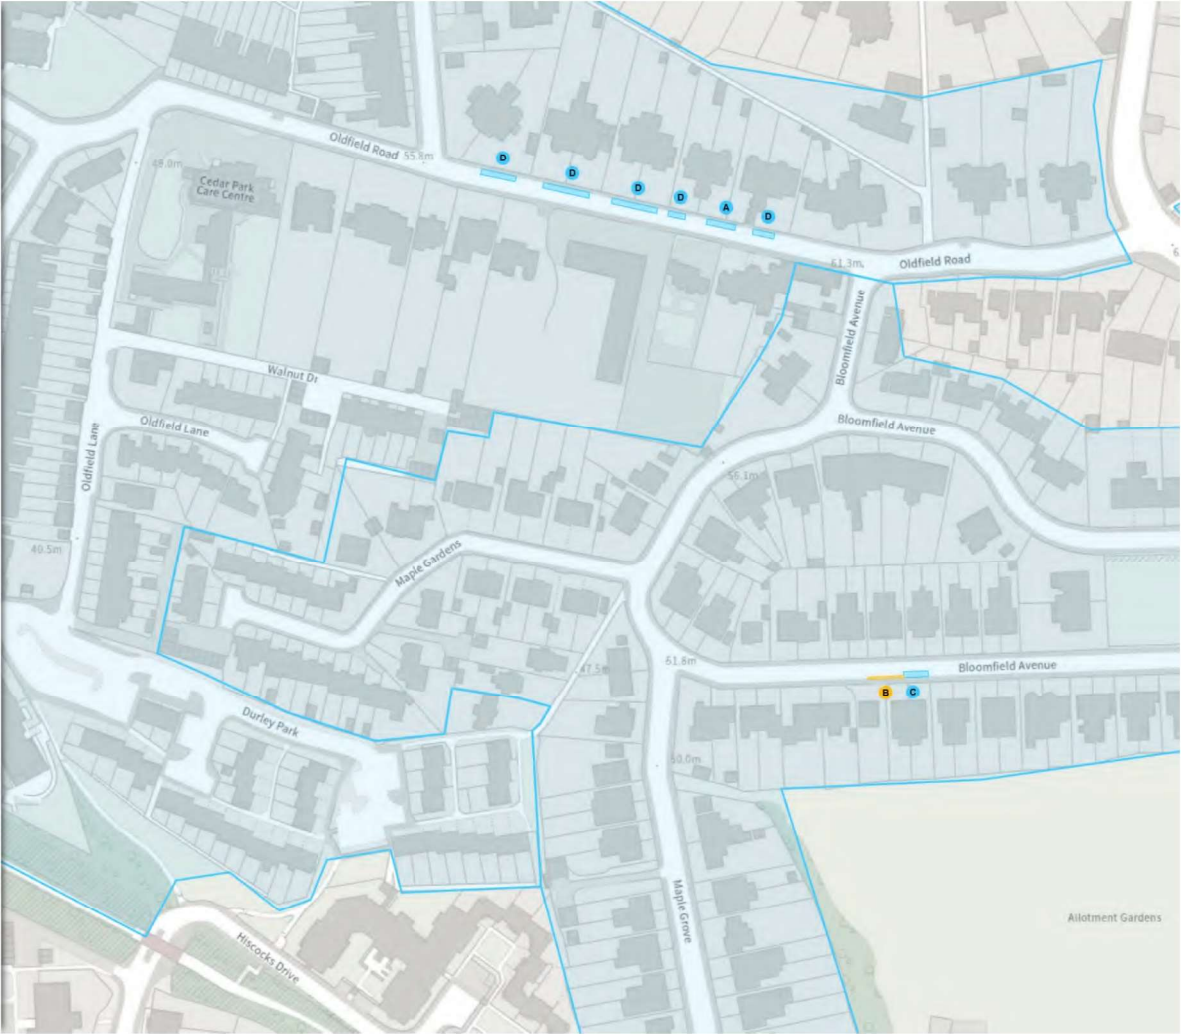 Oldfield Road
55.8m
49.0m
Cedar Park
Care Centre
D
D
D
D
A
D
61.3m
Oldfield Road
Bloomfield Avenue
Walnut Dr
Oldfield Lane
Oldfield Lane
Bloomfield Avenue
56.1m
40.5m
Maple Gardens
47.5m
51.8m
Bloomfield Avenue
B
C
Durley Park
50.0m
Maple Grove
Allotment Gardens
Hiscocks Drive